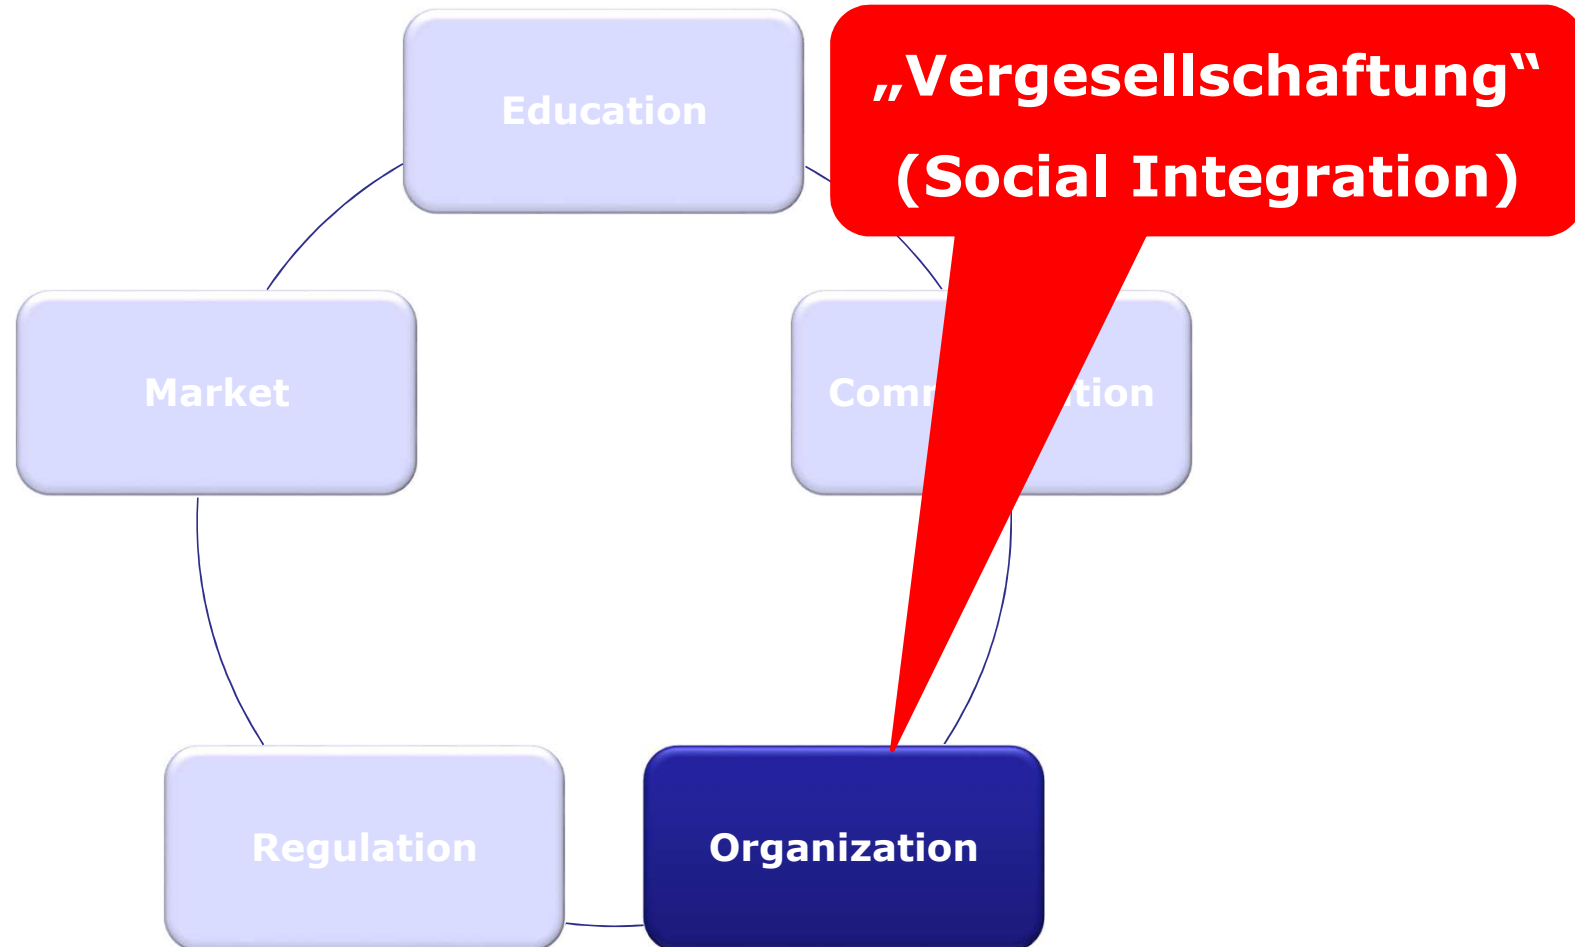 Education
„Vergesellschaftung“
(Social Integration)
Market
Regulation
Organization